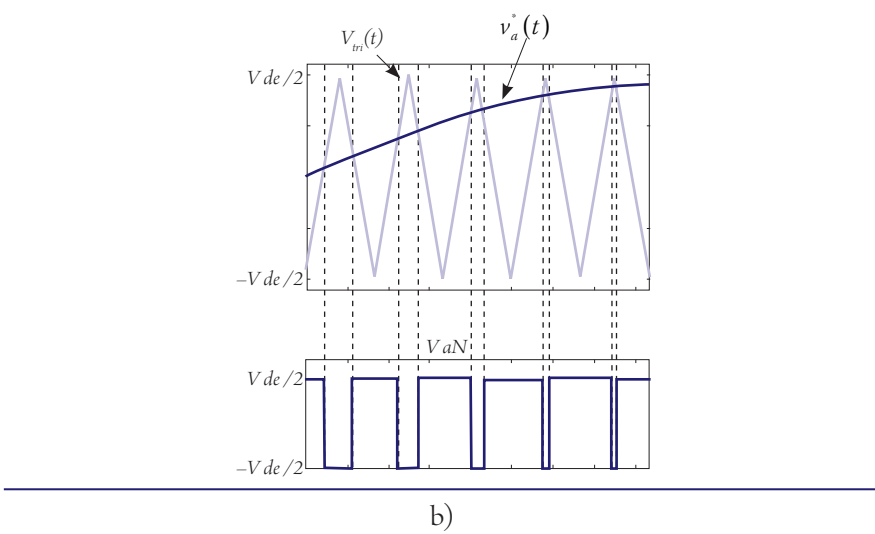 V_tri(t)
v_a^*(t)
V de/2
–V de/2
V aN
V de/2
–V de/2
b)